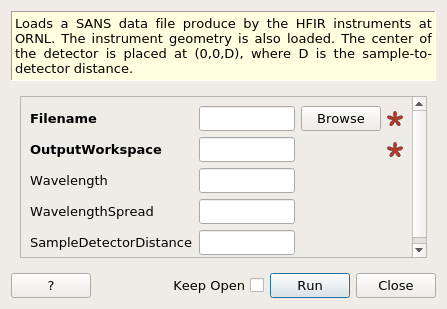 Loads a SANS data file produce by the HFIR instruments at
ORNL. The instrument geometry is also loaded. The center of
the detector is placed at (0,0,D), where D is the sample-to-
detector distance.
Filename
Browse
*
OutputWorkspace
*
Wavelength
WavelengthSpread
SampleDetectorDistance
?
Keep Open
Run
Close